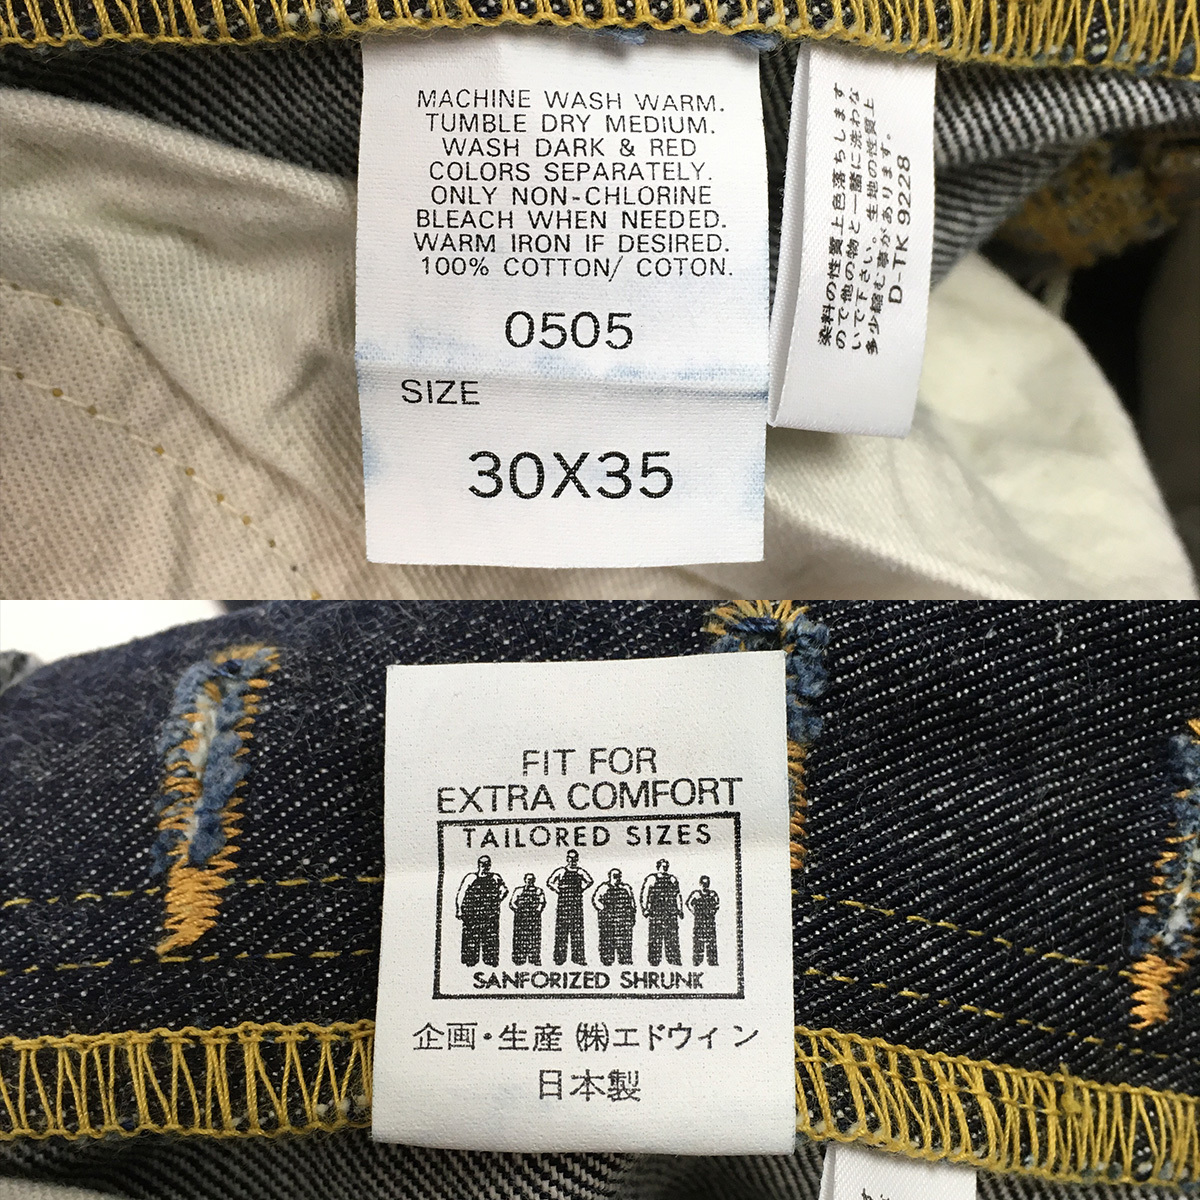 MACHINE WASH WARM.
TUMBLE DRY MEDIUM.
WASH DARK & RED
COLORS SEPARATELY.
ONLY NON-CHLORINE
BLEACH WHEN NEEDED.
WARM IRON IF DESIRED.
100% COTTON/ COTON.
0505
SIZE
30X35
染料の性質上色落ちします
ので他の物と一緒に洗わな
いで下さい。生地の性質上
多少縮む事があります。
D-TK 9228
FIT FOR
EXTRA COMFORT
TAILORED SIZES
SANFORIZED SHRUNK
企画・生産 ㈱エドウィン
日本製